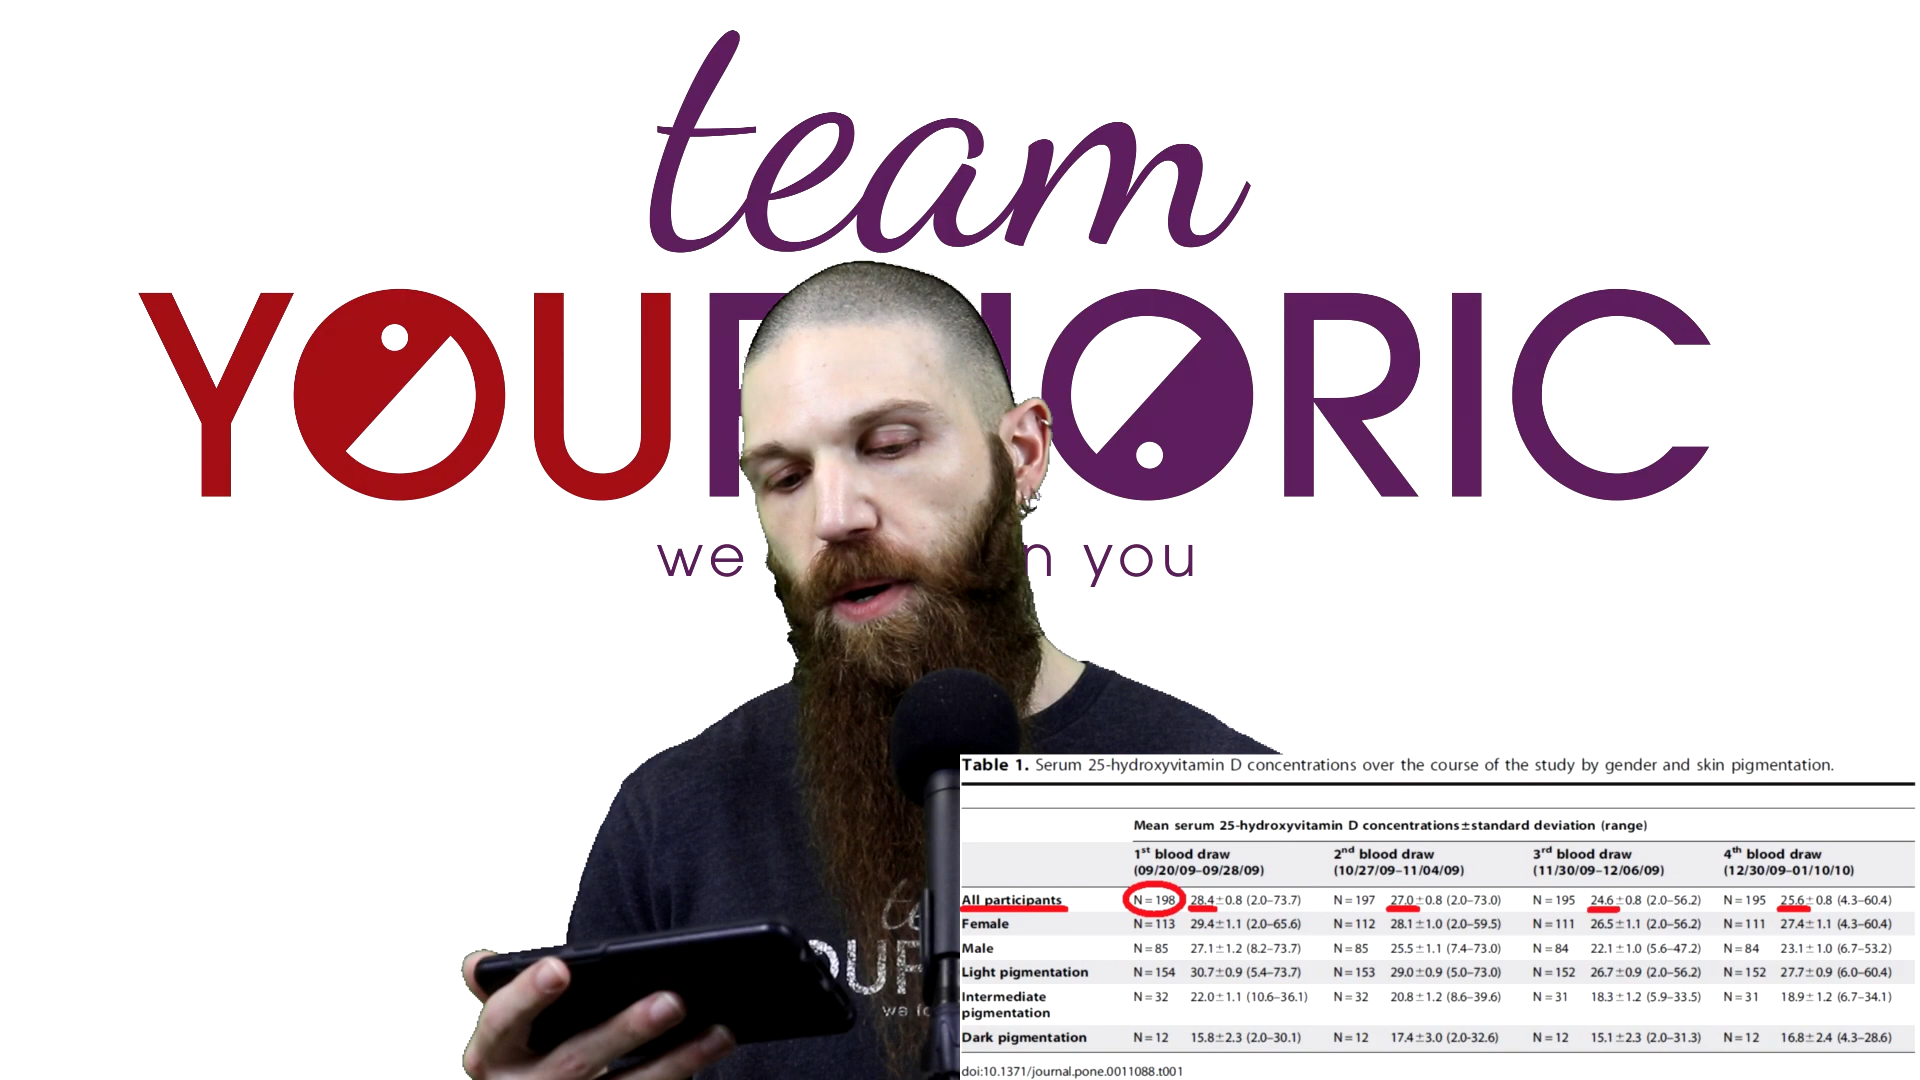 team
YOU ORIC
we you
Table 1. Serum 25-hydroxyvitamin D concentrations over the course of the study by gender and skin pigmentation.
Mean serum 25-hydroxyvitamin D concentrations±standard deviation (range)
1st blood draw 2nd blood draw 3rd blood draw 4th blood draw
(09/20/09–09/28/09) (10/27/09–11/04/09) (11/30/09–12/06/09) (12/30/09–01/10/10)
All participants N=198 28.4±0.8 (2.0–73.7) N=197 27.0±0.8 (2.0–73.0) N=195 24.6±0.8 (2.0–56.2) N=195 25.6±0.8 (4.3–60.4)
Female N=113 29.4±1.1 (2.0–65.6) N=112 28.1±1.0 (2.0–59.5) N=111 26.5±1.1 (2.0–56.2) N=111 27.4±1.1 (4.3–60.4)
Male N=85 27.1±1.2 (8.2–73.7) N=85 25.5±1.1 (7.4–73.0) N=84 22.1±1.0 (5.6–47.2) N=84 23.1±1.0 (6.7–53.2)
Light pigmentation N=154 30.7±0.9 (5.4–73.7) N=153 29.0±0.9 (5.0–73.0) N=152 26.7±0.9 (2.0–56.2) N=152 27.7±0.9 (6.0–60.4)
Intermediate N=32 22.0±1.1 (10.6–36.1) N=32 20.8±1.2 (8.6–39.6) N=31 18.3±1.2 (5.9–33.5) N=31 18.9±1.2 (6.7–34.1)
pigmentation
Dark pigmentation N=12 15.8±2.3 (2.0–30.1) N=12 17.4±3.0 (2.0-32.6) N=12 15.1±2.3 (2.0–31.3) N=12 16.8±2.4 (4.3–28.6)
doi:10.1371/journal.pone.0011088.t001